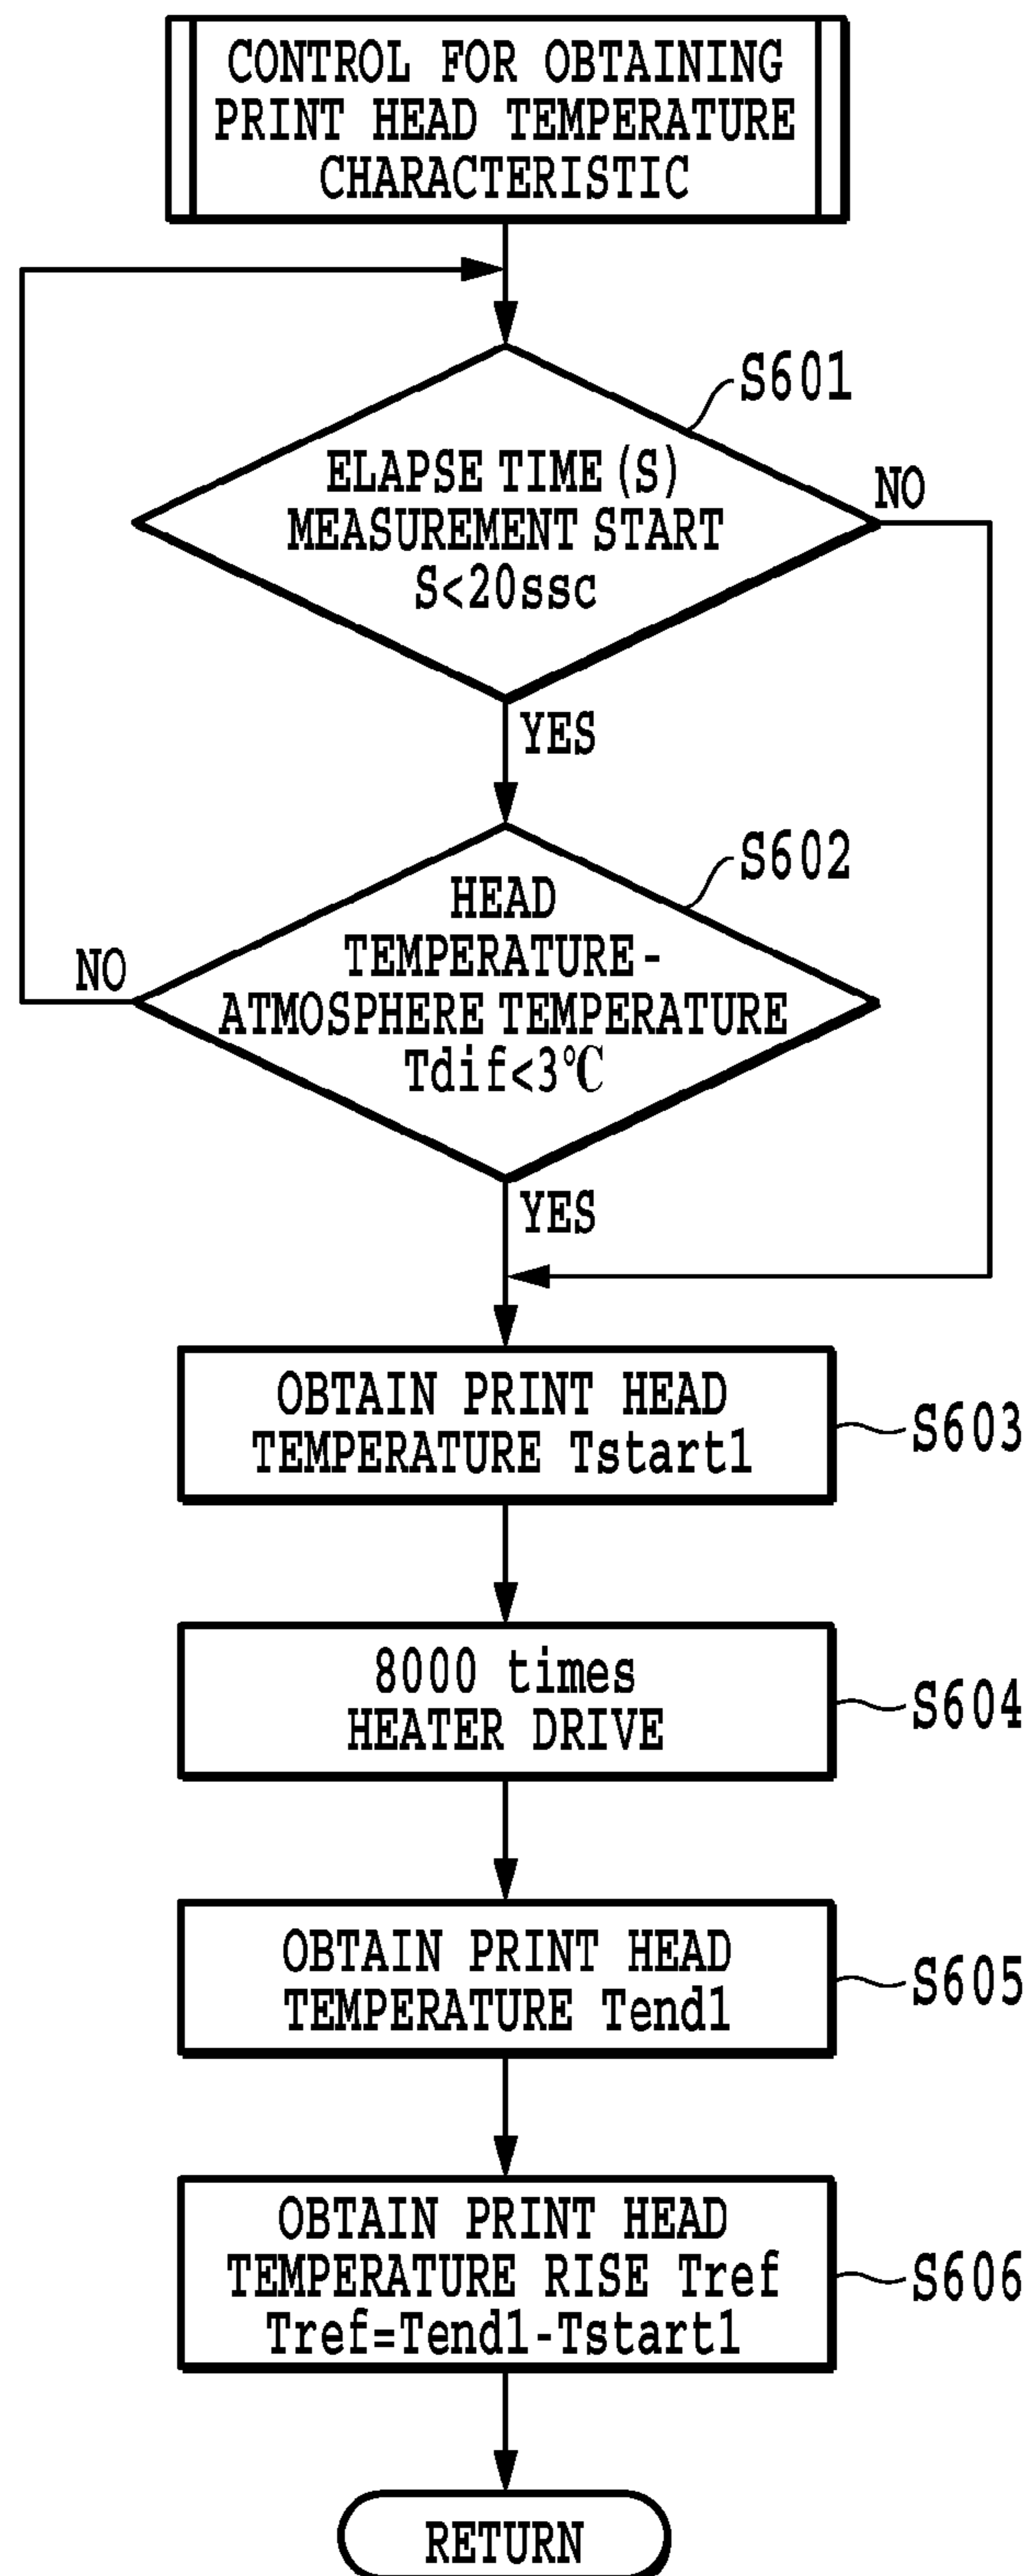 CONTROL FOR OBTAINING
PRINT HEAD TEMPERATURE
CHARACTERISTIC
S601
ELAPSE TIME (S)
MEASUREMENT START
S<20ssc
NO
YES
S602
HEAD
TEMPERATURE-
ATMOSPHERE TEMPERATURE
Tdif<3℃
NO
YES
OBTAIN PRINT HEAD
TEMPERATURE Tstart1
S603
8000 times
HEATER DRIVE
S604
OBTAIN PRINT HEAD
TEMPERATURE Tend1
S605
OBTAIN PRINT HEAD
TEMPERATURE RISE Tref
Tref=Tend1-Tstart1
S606
RETURN